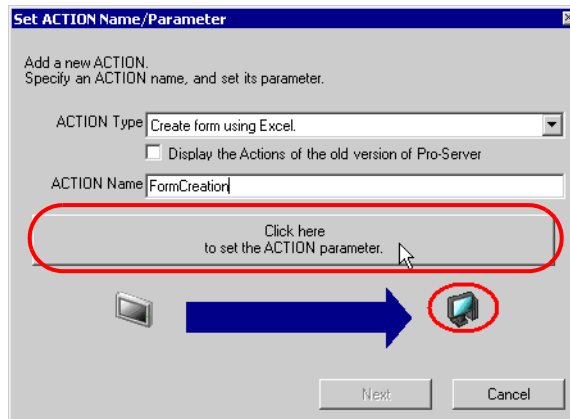 Set ACTION Name/Parameter
Add a new ACTION.
Specify an ACTION name, and set its parameter.
ACTION Type Create form using Excel.
Display the Actions of the old version of Pro-Server
ACTION Name FormCreation
Click here
to set the ACTION parameter.
Next Cancel